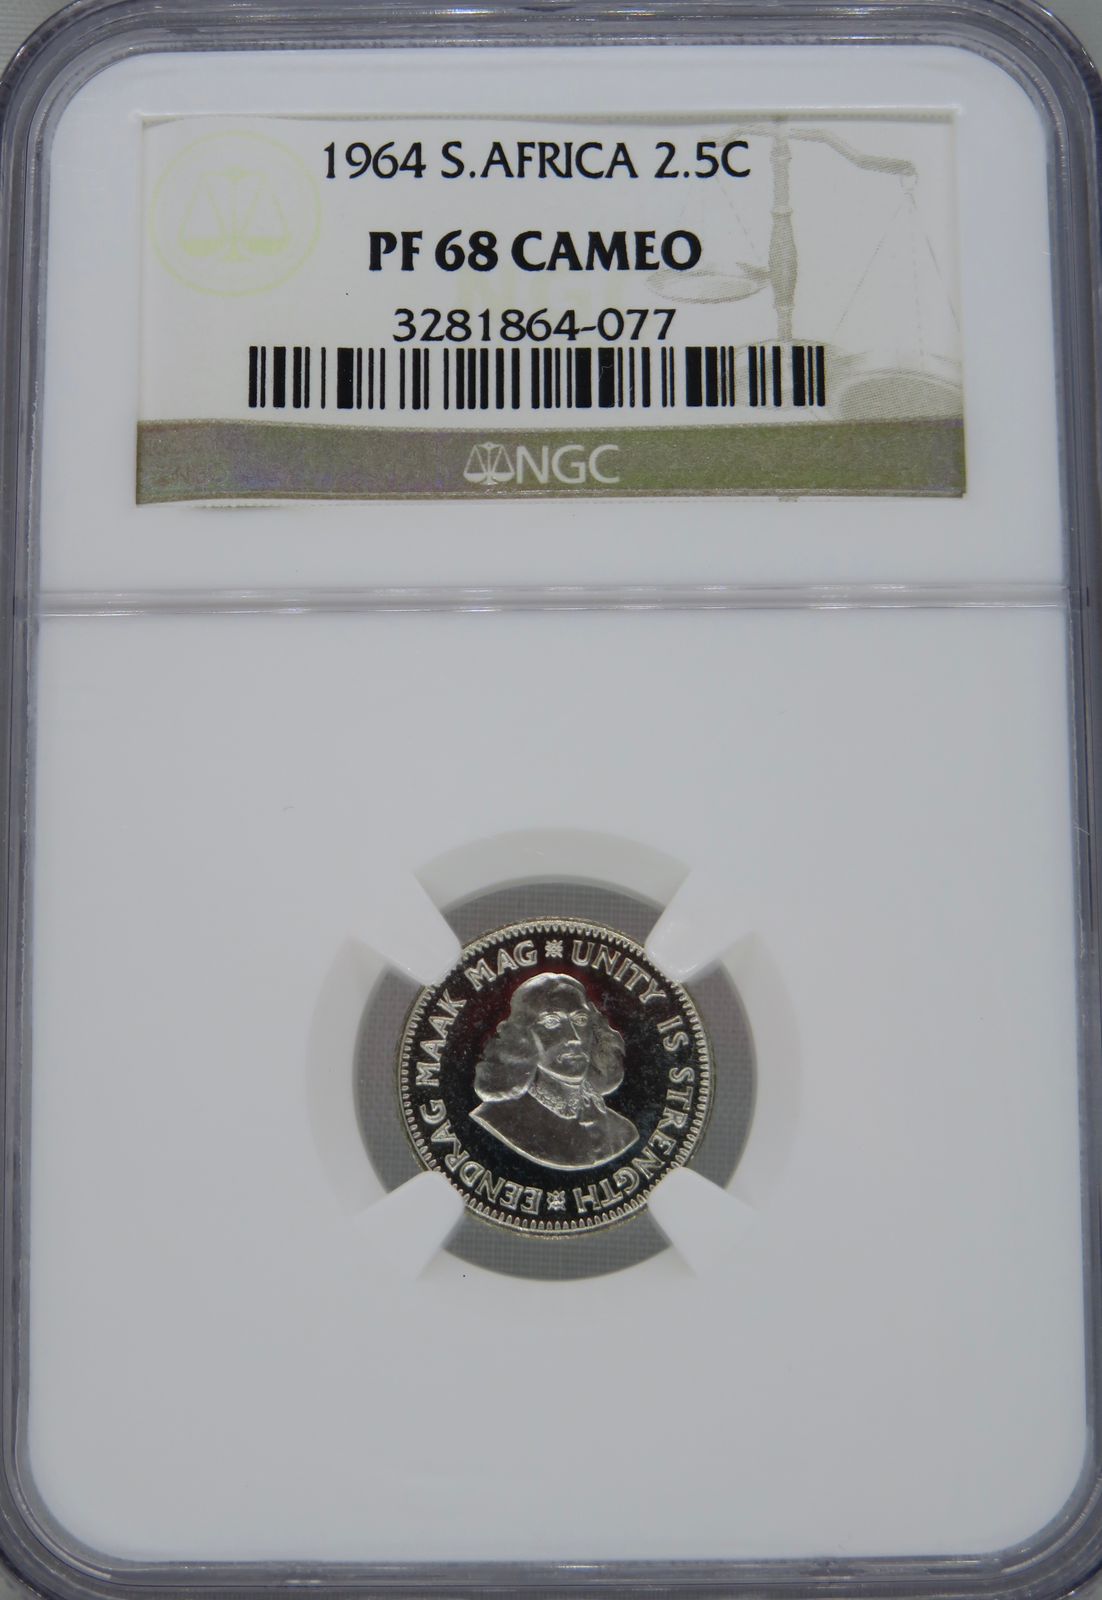 1964 S.AFRICA 2.5C
PF 68 CAMEO
3281864-077
NGC
EENDRAG MAAK MAG * UNITY IS STRENGTH *